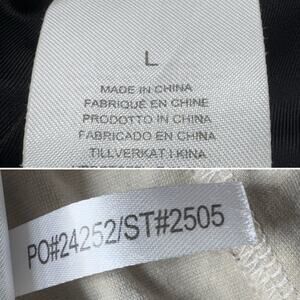 L
MADE IN CHINA
FABRIQUÉ EN CHINE
PRODOTTO IN CHINA
FABRICADO EN CHINA
TILLVERKAT I KINA
PO#24252/ST#2505